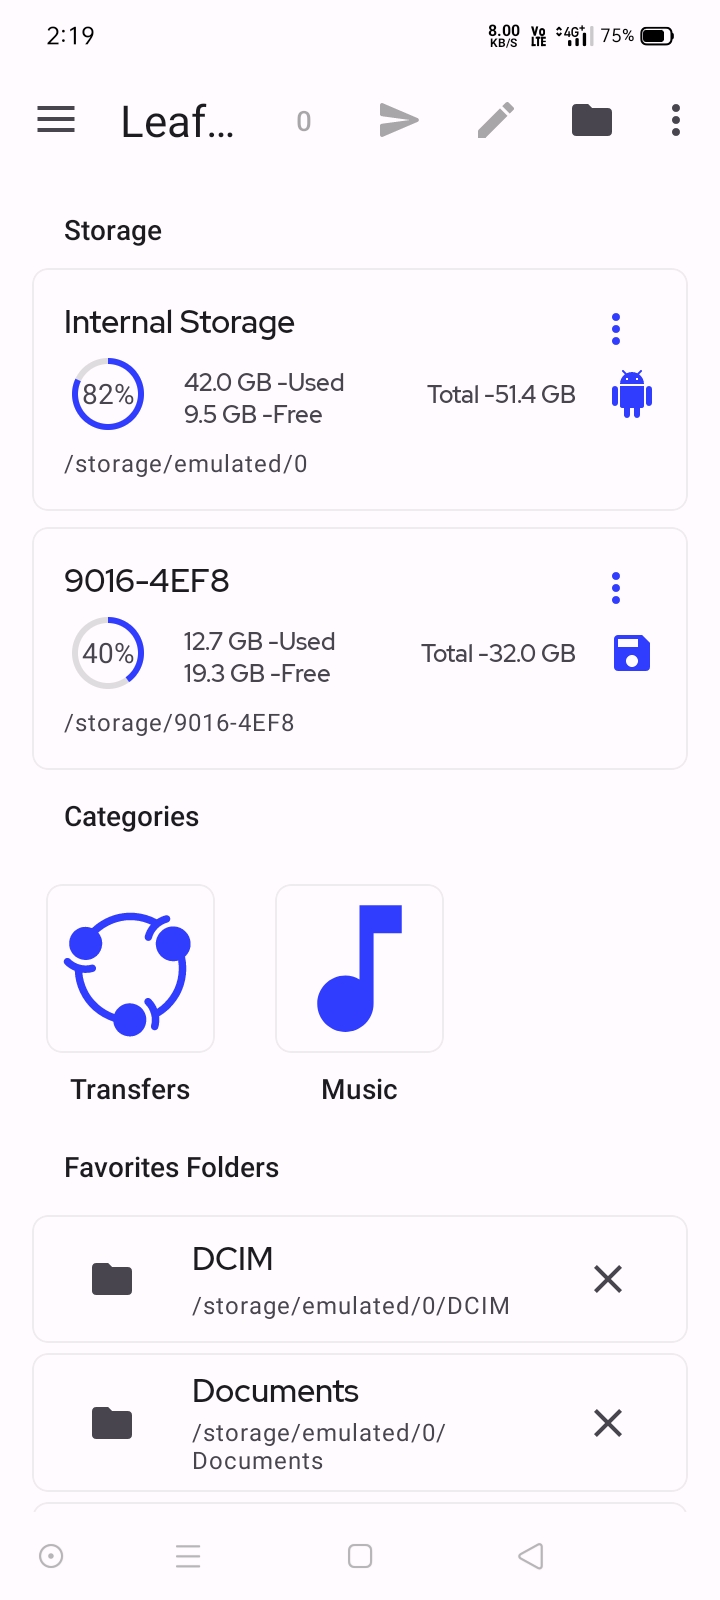 2:19
8.00 KB/S Vo LTE 4G+ 75%
Leaf... 0
Storage
Internal Storage
82%
42.0 GB -Used
9.5 GB -Free
Total -51.4 GB
/storage/emulated/0
9016-4EF8
40%
12.7 GB -Used
19.3 GB -Free
Total -32.0 GB
/storage/9016-4EF8
Categories
Transfers Music
Favorites Folders
DCIM
/storage/emulated/0/DCIM
Documents
/storage/emulated/0/
Documents